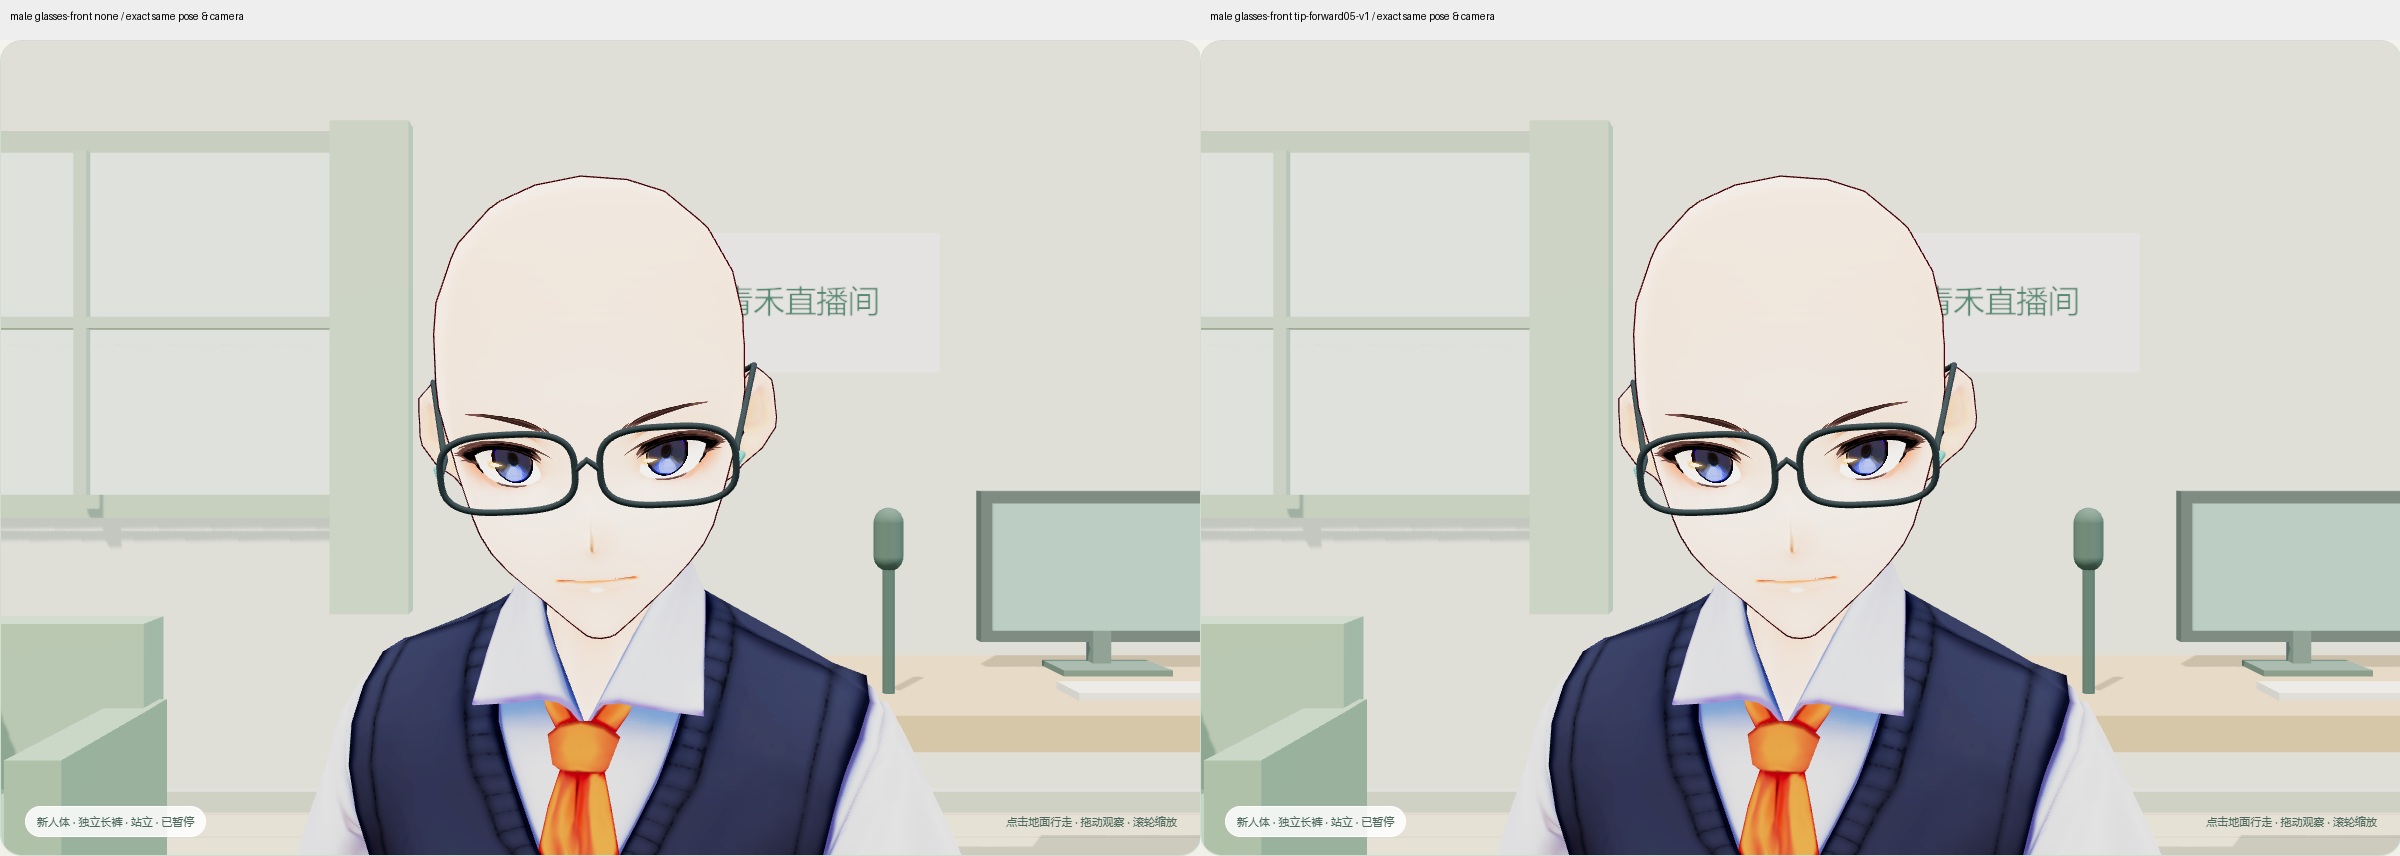 male glasses-front none / exact same pose & camera
male glasses-front tip-forward05-v1 / exact same pose & camera
禾直播间
禾直播间
新人体 · 独立长裤 · 站立 · 已暂停
点击地面行走 · 拖动观察 · 滚轮缩放
新人体 · 独立长裤 · 站立 · 已暂停
点击地面行走 · 拖动观察 · 滚轮缩放